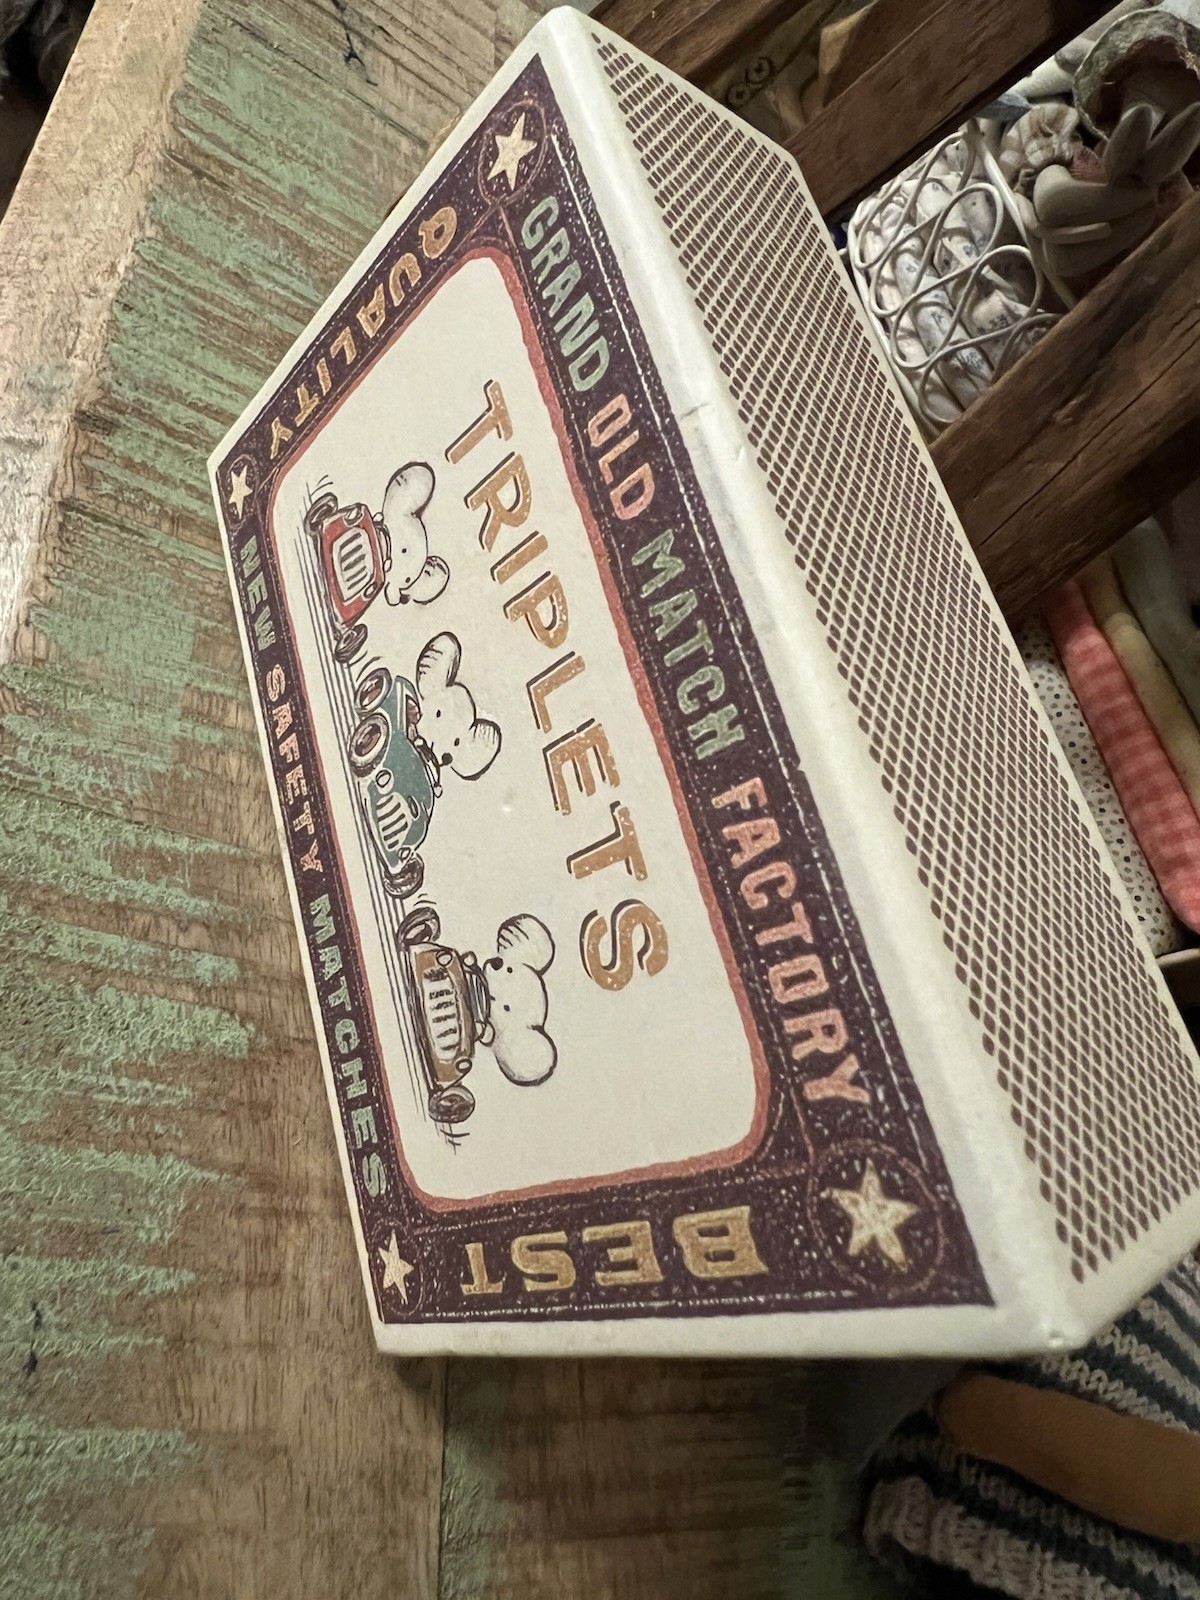 GRAND OLD MATCH FACTORY
QUALITY
TRIPLETS
BEST
NEW SAFETY MATCHES